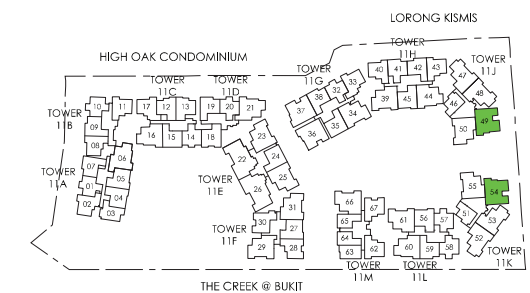 LORONG KISMIS
HIGH OAK CONDOMINIUM
TOWER 11H
40 41 42 43
39 45 44
TOWER 11J
47 48
46 49
50
TOWER 11G
33
32
38
37
34
35
36
TOWER 11C
17 12 13
16 15 14 18
TOWER 11D
19 20 21
TOWER 11B
10 11
09
08
TOWER 11A
07 06
05
01 04
02 03
TOWER 11E
23
22 24
25
26
TOWER 11F
31
30 27
29 28
TOWER 11M
66 67
65
64
63 62
TOWER 11L
61 56 57
60 59 58
TOWER 11K
55 54
51 53
52
THE CREEK @ BUKIT